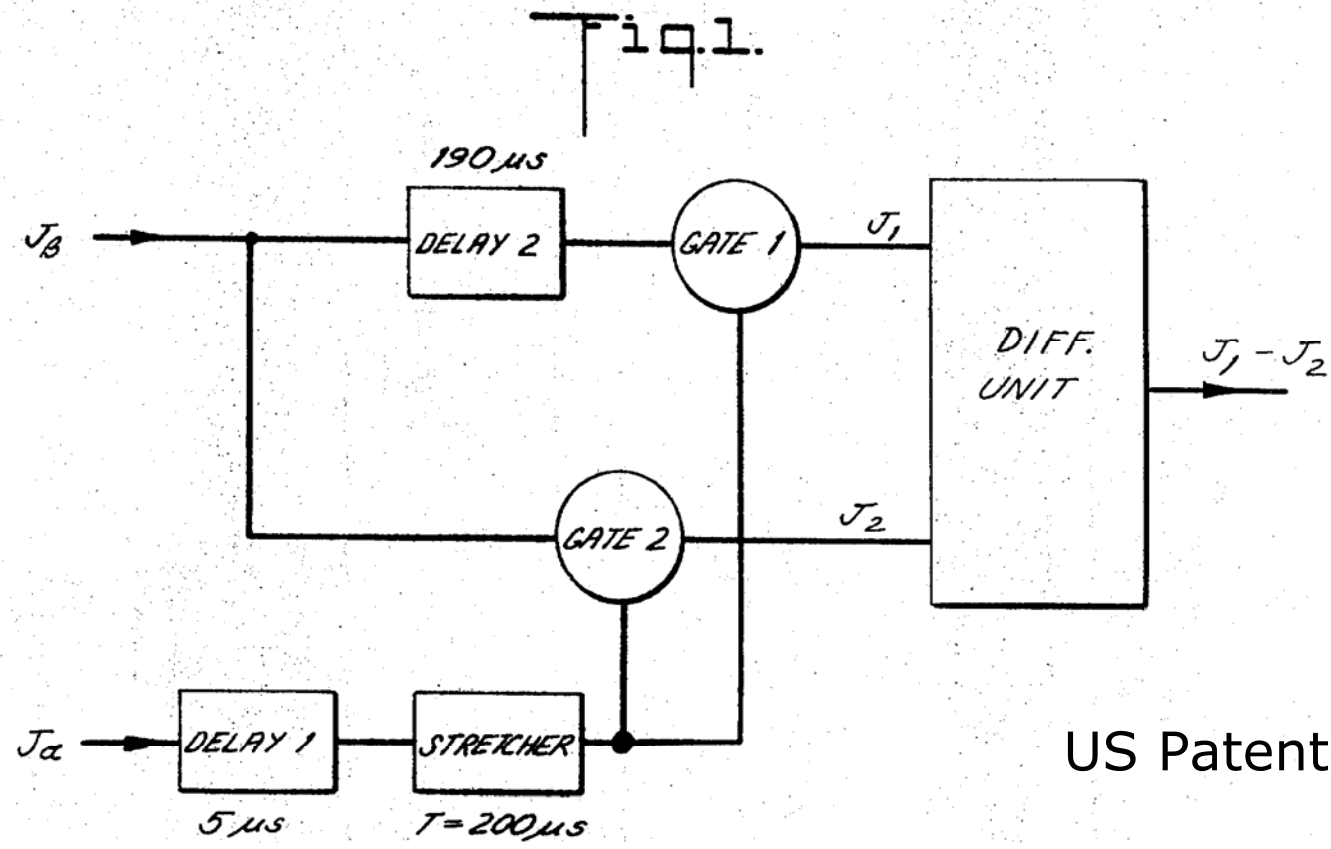 Fig.1.
190 μs
J_β
DELAY 2
GATE 1
J_1
DIFF.
UNIT
J_1 - J_2
GATE 2
J_2
J_α
DELAY 1
STRETCHER
5 μs
T = 200 μs
US Patent